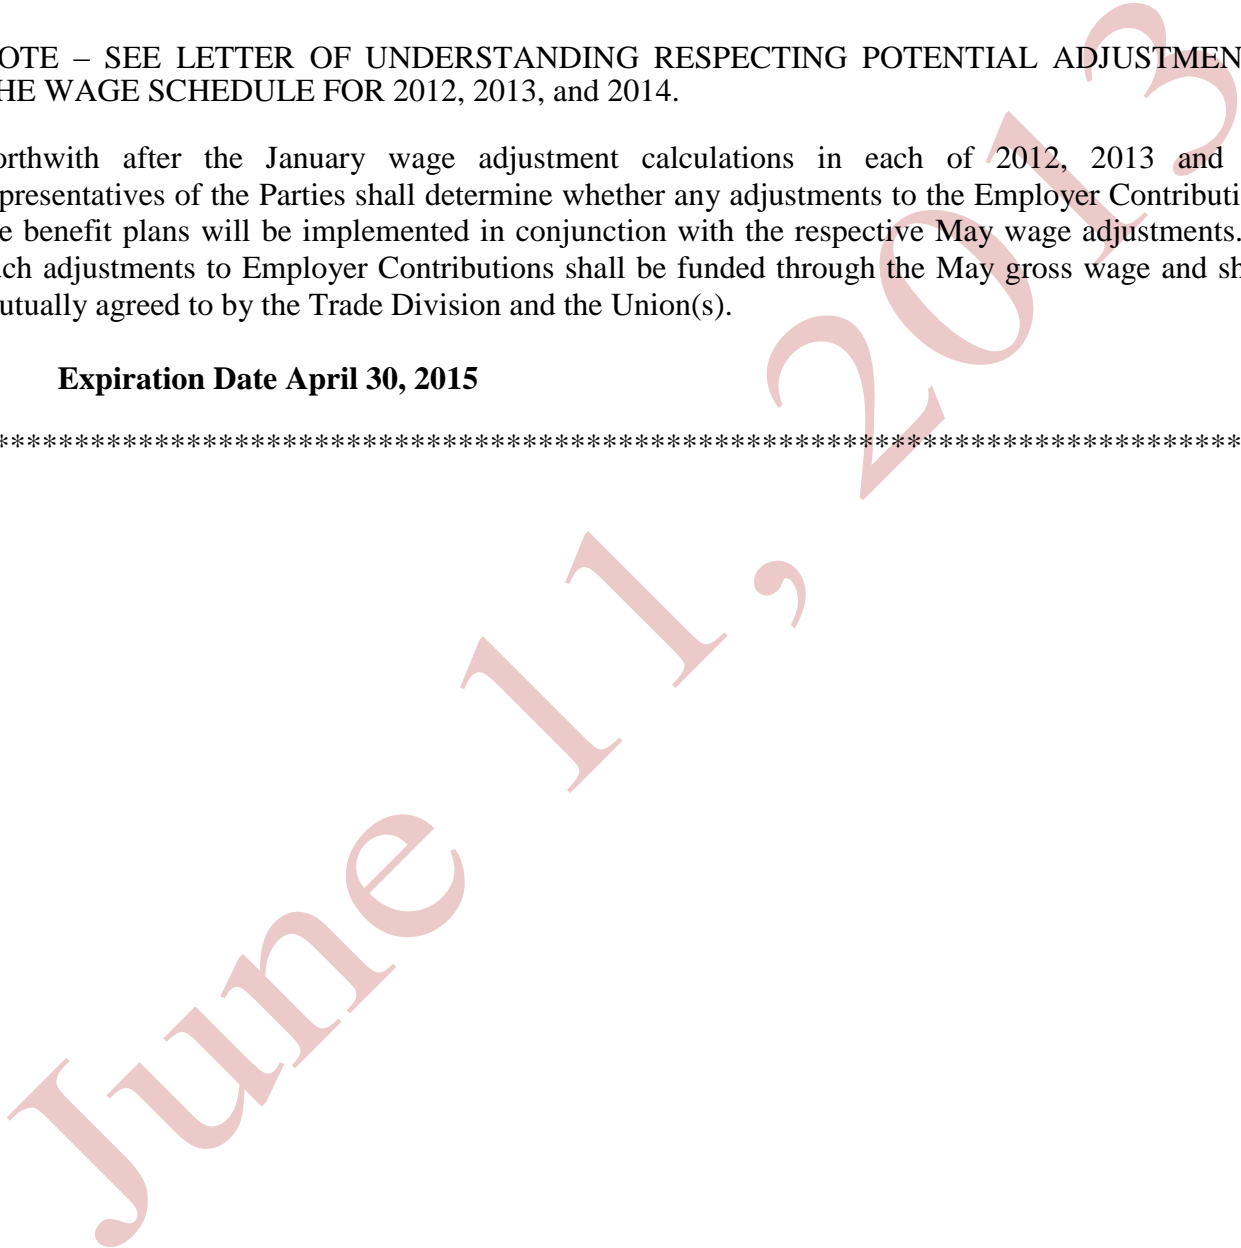 OTE – SEE LETTER OF UNDERSTANDING RESPECTING POTENTIAL ADJUSTMEN
HE WAGE SCHEDULE FOR 2012, 2013, and 2014.
orthwith after the January wage adjustment calculations in each of 2012, 2013 and
presentatives of the Parties shall determine whether any adjustments to the Employer Contributi
e benefit plans will be implemented in conjunction with the respective May wage adjustments.
ch adjustments to Employer Contributions shall be funded through the May gross wage and sh
utually agreed to by the Trade Division and the Union(s).
Expiration Date April 30, 2015
*******************************************************************************
June 11, 2013